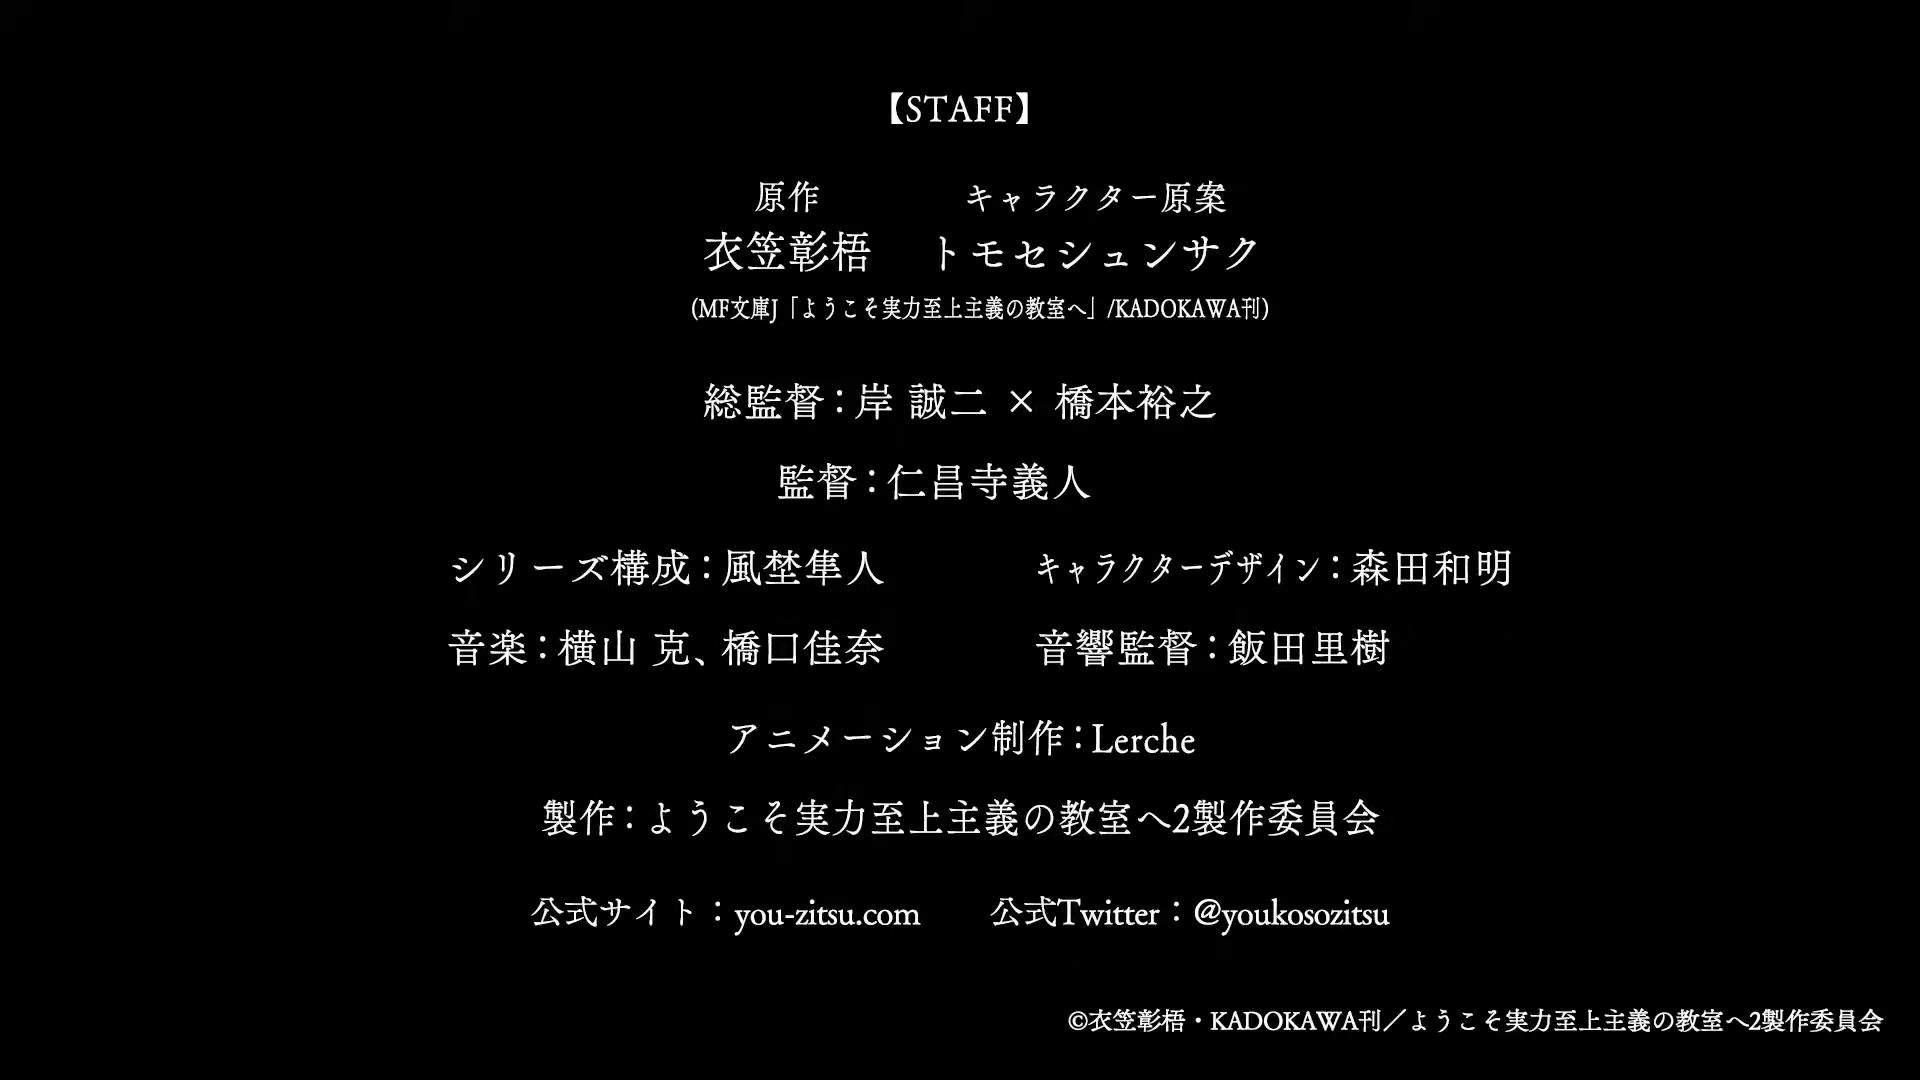 【STAFF】
原作 キャラクター原案
衣笠彰梧 トモセシュンサク
(MF文庫J「ようこそ実力至上主義の教室へ」/KADOKAWA刊)
総監督：岸 誠二 × 橋本裕之
監督：仁昌寺義人
シリーズ構成：風埜隼人 キャラクターデザイン：森田和明
音楽：横山 克、橋口佳奈 音響監督：飯田里樹
アニメーション制作：Lerche
製作：ようこそ実力至上主義の教室へ2製作委員会
公式サイト：you-zitsu.com 公式Twitter：@youkosozitsu
©衣笠彰梧・KADOKAWA刊／ようこそ実力至上主義の教室へ2製作委員会